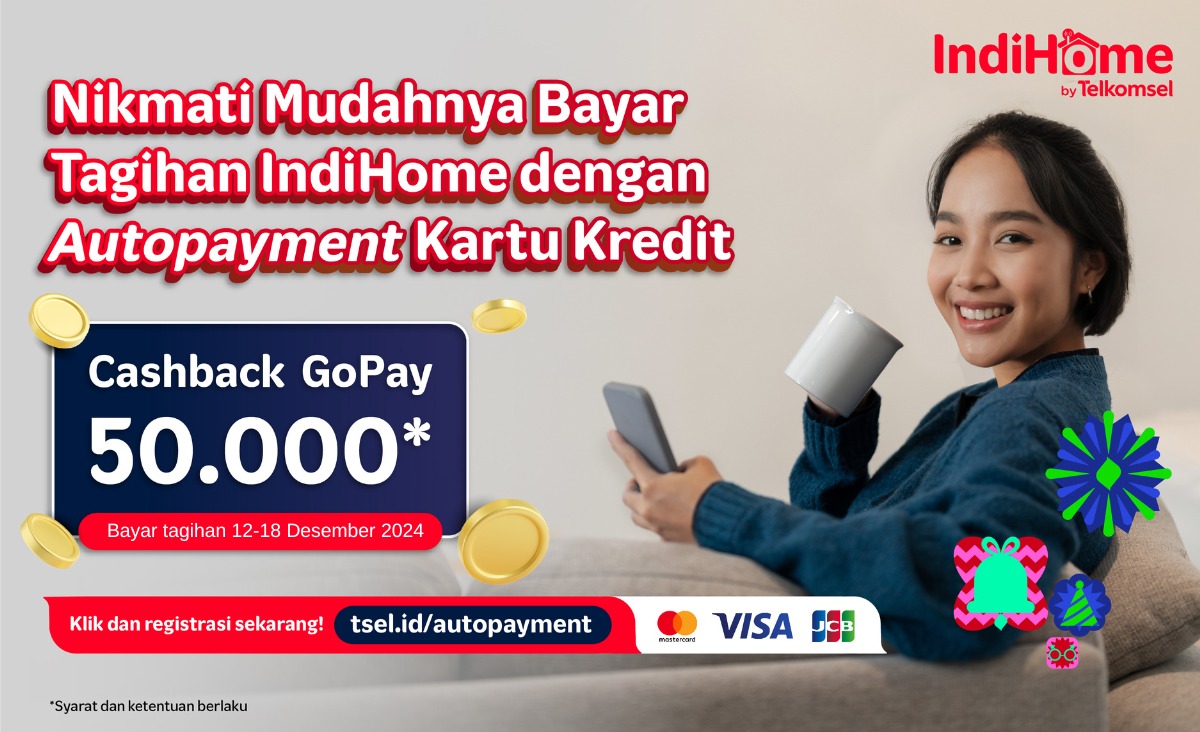 IndiHome
by Telkomsel
Nikmati Mudahnya Bayar
Tagihan IndiHome dengan
Autopayment Kartu Kredit
Cashback GoPay
50.000*
Bayar tagihan 12-18 Desember 2024
Klik dan registrasi sekarang! tsel.id/autopayment mastercard VISA JCB
*Syarat dan ketentuan berlaku